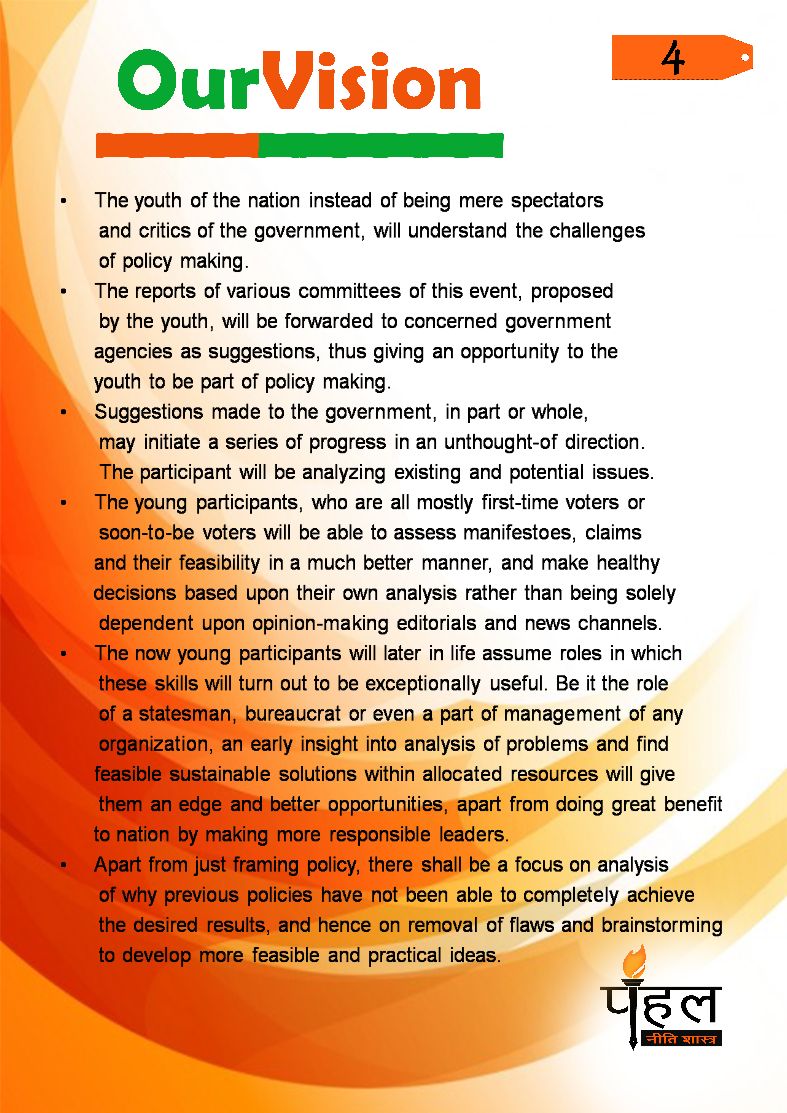 OurVision
4
• The youth of the nation instead of being mere spectators
and critics of the government, will understand the challenges
of policy making.
• The reports of various committees of this event, proposed
by the youth, will be forwarded to concerned government
agencies as suggestions, thus giving an opportunity to the
youth to be part of policy making.
• Suggestions made to the government, in part or whole,
may initiate a series of progress in an unthought-of direction.
The participant will be analyzing existing and potential issues.
• The young participants, who are all mostly first-time voters or
soon-to-be voters will be able to assess manifestoes, claims
and their feasibility in a much better manner, and make healthy
decisions based upon their own analysis rather than being solely
dependent upon opinion-making editorials and news channels.
• The now young participants will later in life assume roles in which
these skills will turn out to be exceptionally useful. Be it the role
of a statesman, bureaucrat or even a part of management of any
organization, an early insight into analysis of problems and find
feasible sustainable solutions within allocated resources will give
them an edge and better opportunities, apart from doing great benefit
to nation by making more responsible leaders.
• Apart from just framing policy, there shall be a focus on analysis
of why previous policies have not been able to completely achieve
the desired results, and hence on removal of flaws and brainstorming
to develop more feasible and practical ideas.
पहल
नीति शास्त्र